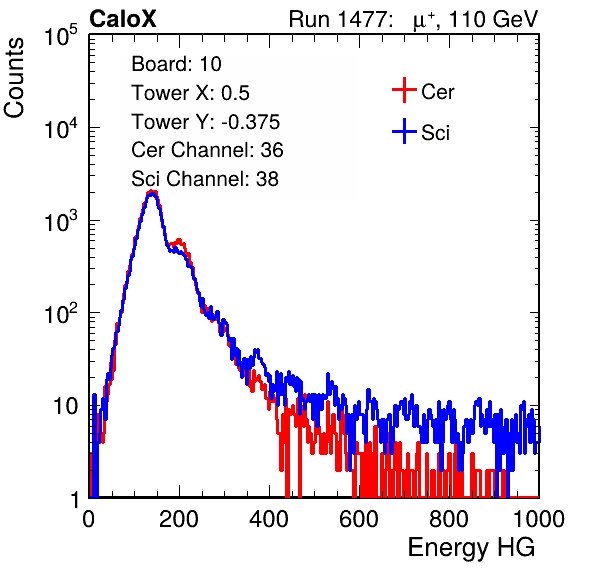 CaloX Run 1477: μ⁺, 110 GeV
Counts
Board: 10
Tower X: 0.5
Tower Y: -0.375
Cer Channel: 36
Sci Channel: 38
Cer
Sci
10⁵
10⁴
10³
10²
10
1
0 200 400 600 800 1000
Energy HG